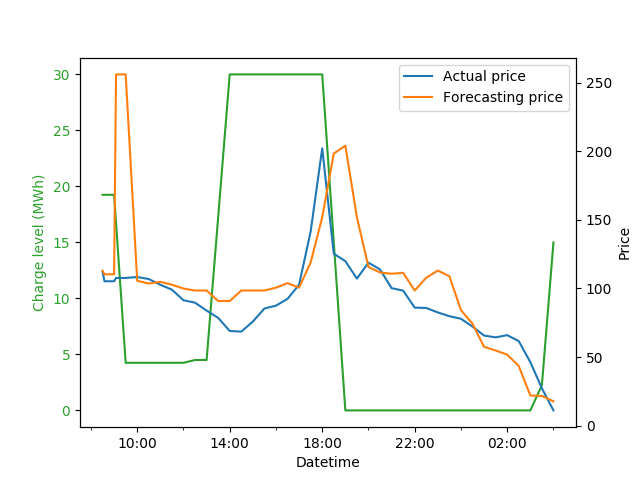 Actual price
Forecasting price
Charge level (MWh)
30
25
20
15
10
5
0
250
200
150
100
50
0
Price
10:00 14:00 18:00 22:00 02:00
Datetime